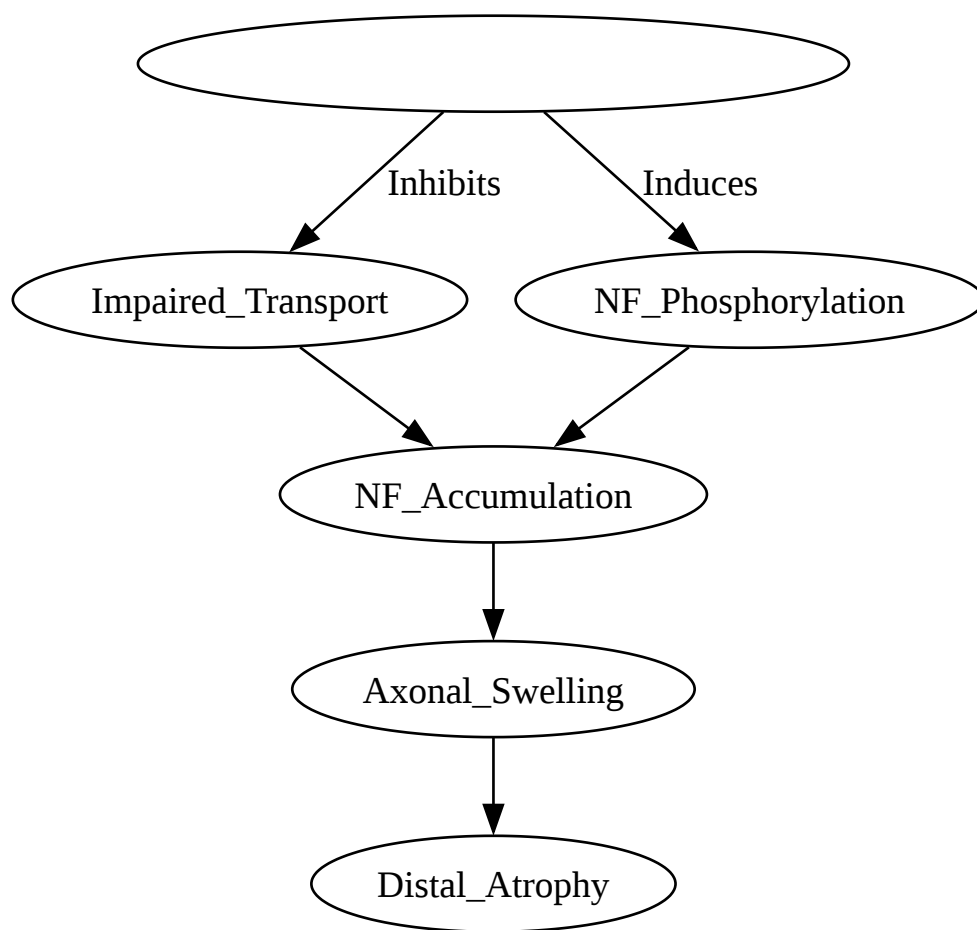 Inhibits
Induces
Impaired_Transport
NF_Phosphorylation
NF_Accumulation
Axonal_Swelling
Distal_Atrophy